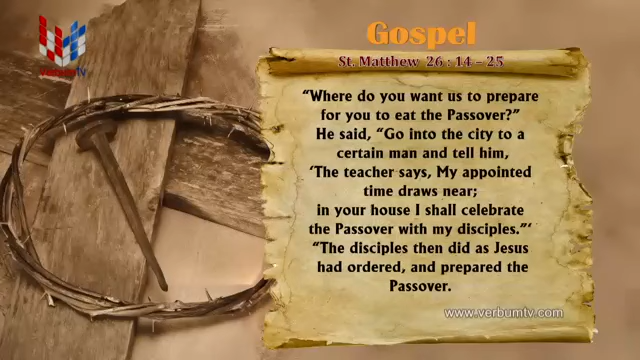 verbumtv
Gospel
St. Matthew 26 : 14 - 25
“Where do you want us to prepare
for you to eat the Passover?”
He said, “Go into the city to a
certain man and tell him,
‘The teacher says, My appointed
time draws near;
in your house I shall celebrate
the Passover with my disciples.”‘
“The disciples then did as Jesus
had ordered, and prepared the
Passover.
www.verbumtv.com